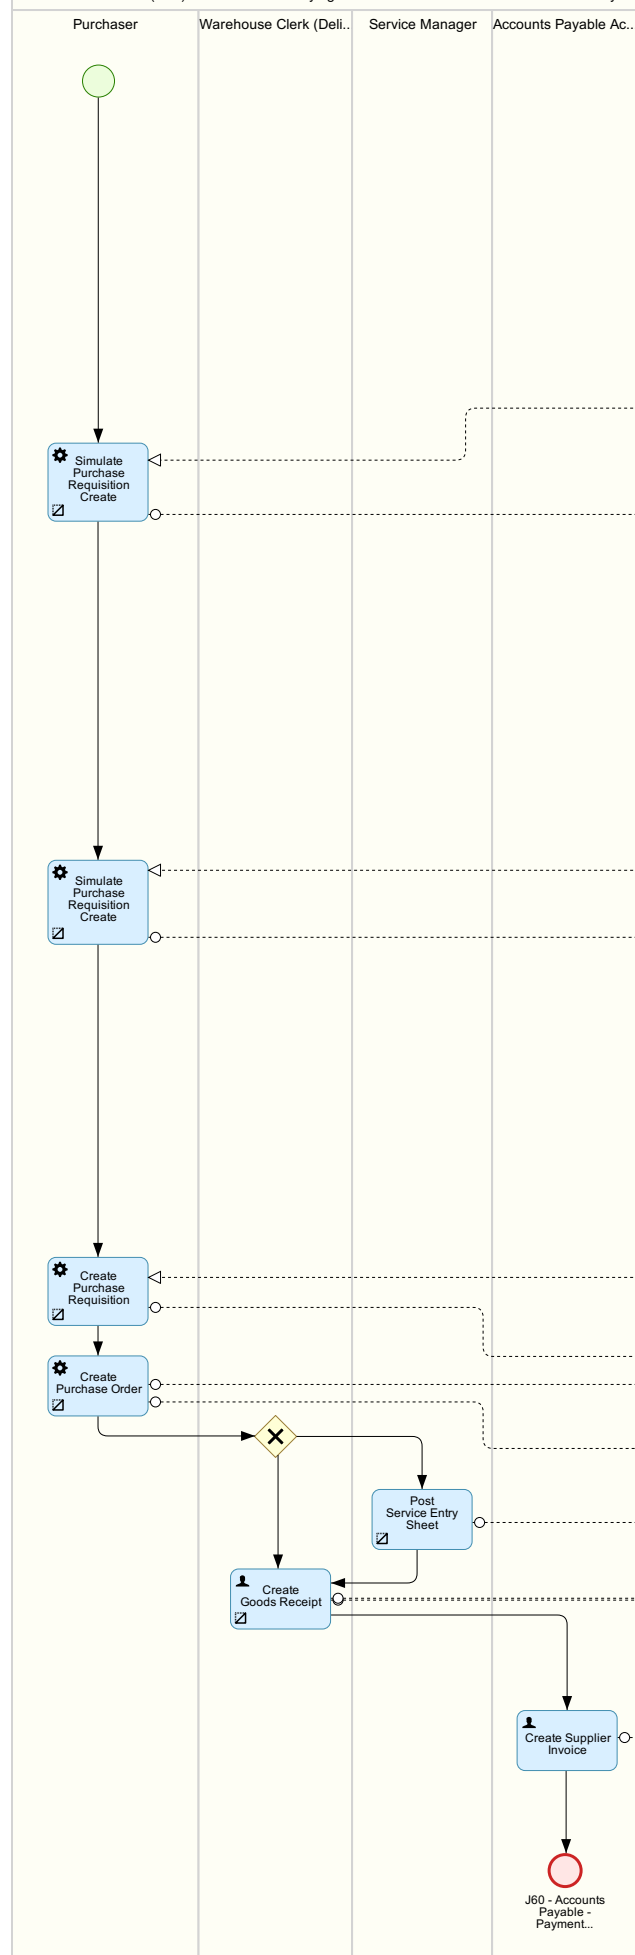 Purchaser
Warehouse Clerk (Deli..
Service Manager
Accounts Payable Ac..
Simulate
Purchase
Requisition
Create
Simulate
Purchase
Requisition
Create
Create
Purchase
Requisition
Create
Purchase Order
Post
Service Entry
Sheet
Create
Goods Receipt
Create Supplier
Invoice
J60 - Accounts
Payable -
Payment...